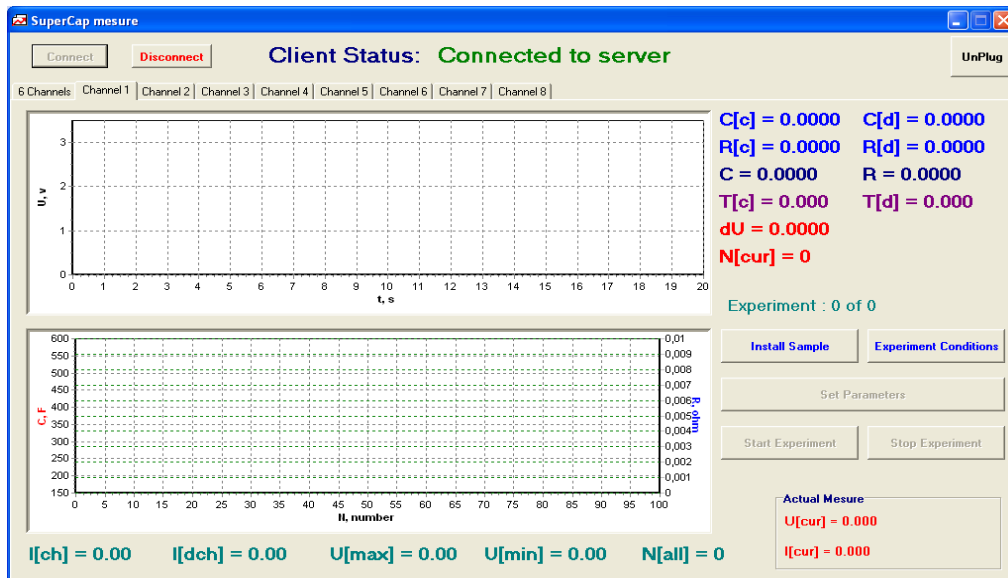 SuperCap mesure
Connect Disconnect Client Status: Connected to server UnPlug
6 Channels Channel 1 Channel 2 Channel 3 Channel 4 Channel 5 Channel 6 Channel 7 Channel 8
U, v
3
2
1
0
0 1 2 3 4 5 6 7 8 9 10 11 12 13 14 15 16 17 18 19 20
t, s
C[c] = 0.0000 C[d] = 0.0000
R[c] = 0.0000 R[d] = 0.0000
C = 0.0000 R = 0.0000
T[c] = 0.000 T[d] = 0.000
dU = 0.0000
N[cur] = 0
Experiment : 0 of 0
C, F
600
550
500
450
400
350
300
250
200
150
0,01
0,009
0,008
0,007
0,006
0,005
0,004
0,003
0,002
0,001
0
R, ohm
0 5 10 15 20 25 30 35 40 45 50 55 60 65 70 75 80 85 90 95 100
N, number
Install Sample Experiment Conditions
Set Parameters
Start Experiment Stop Experiment
Actual Mesure
U[cur] = 0.000
I[cur] = 0.000
I[ch] = 0.00 I[dch] = 0.00 U[max] = 0.00 U[min] = 0.00 N[all] = 0